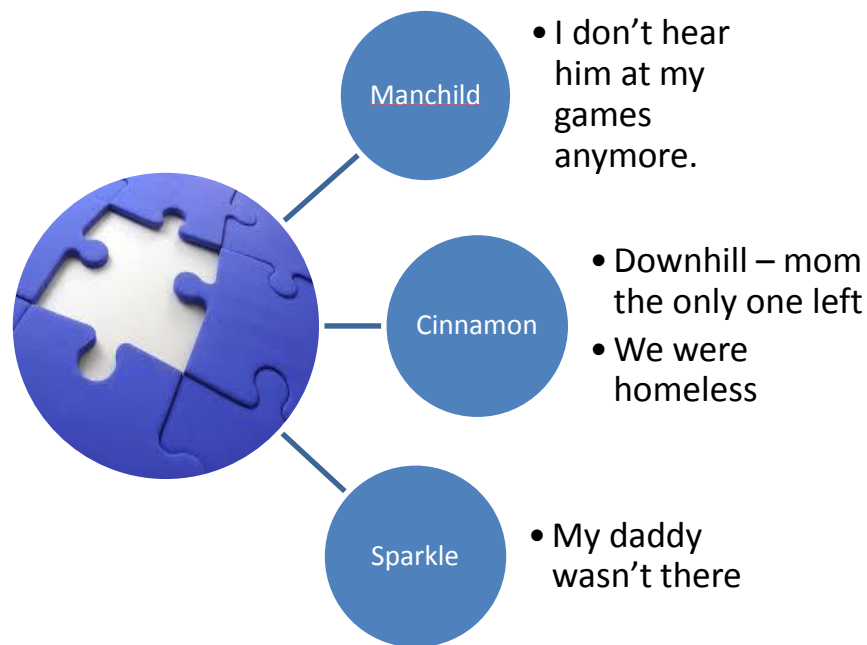 Manchild
• I don’t hear
him at my
games
anymore.
Cinnamon
• Downhill – mom
the only one left
• We were
homeless
Sparkle
• My daddy
wasn’t there